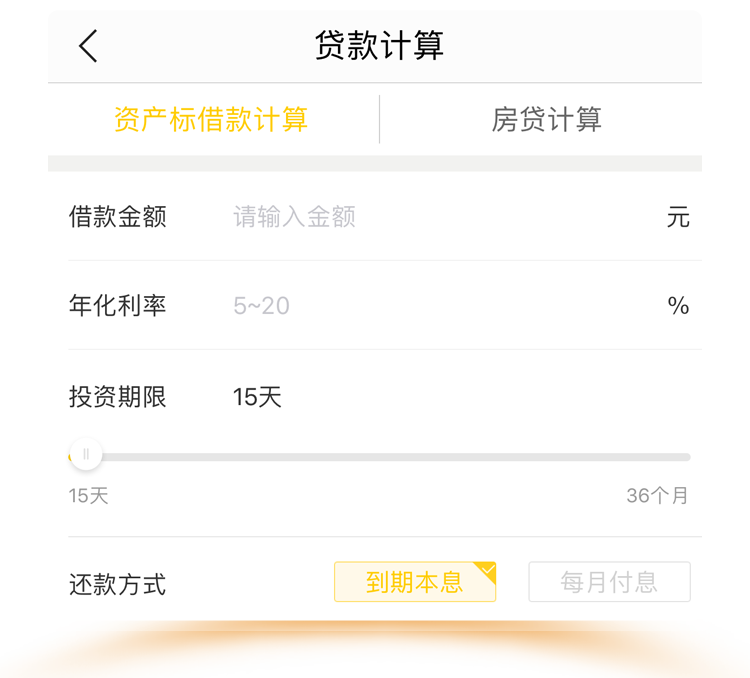 贷款计算
资产标借款计算 房贷计算
借款金额 请输入金额 元
年化利率 5~20 %
投资期限 15天
15天 36个月
还款方式 到期本息 每月付息